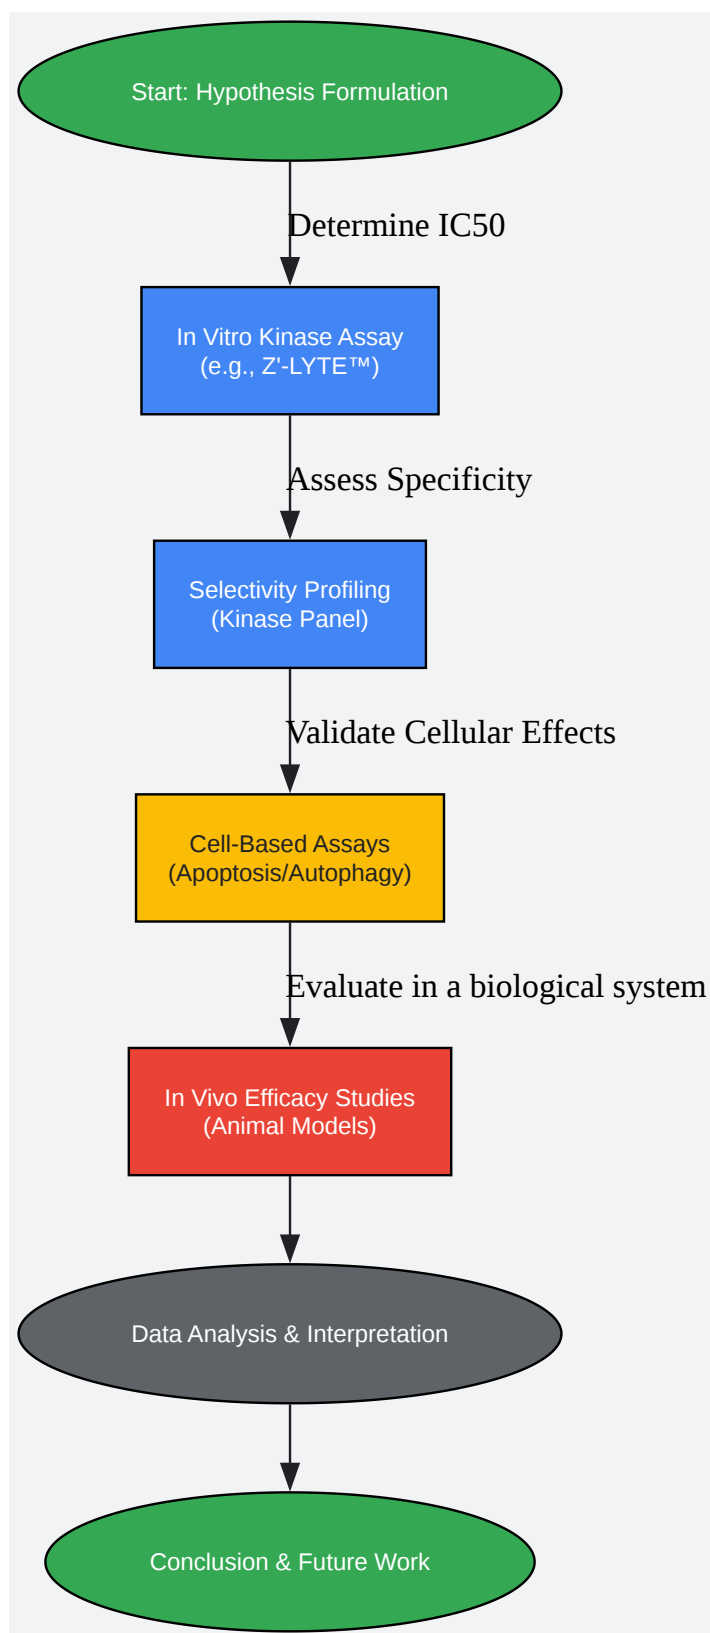 Start: Hypothesis Formulation
Determine IC50
In Vitro Kinase Assay
(e.g., Z'-LYTE™)
Assess Specificity
Selectivity Profiling
(Kinase Panel)
Validate Cellular Effects
Cell-Based Assays
(Apoptosis/Autophagy)
Evaluate in a biological system
In Vivo Efficacy Studies
(Animal Models)
Data Analysis & Interpretation
Conclusion & Future Work